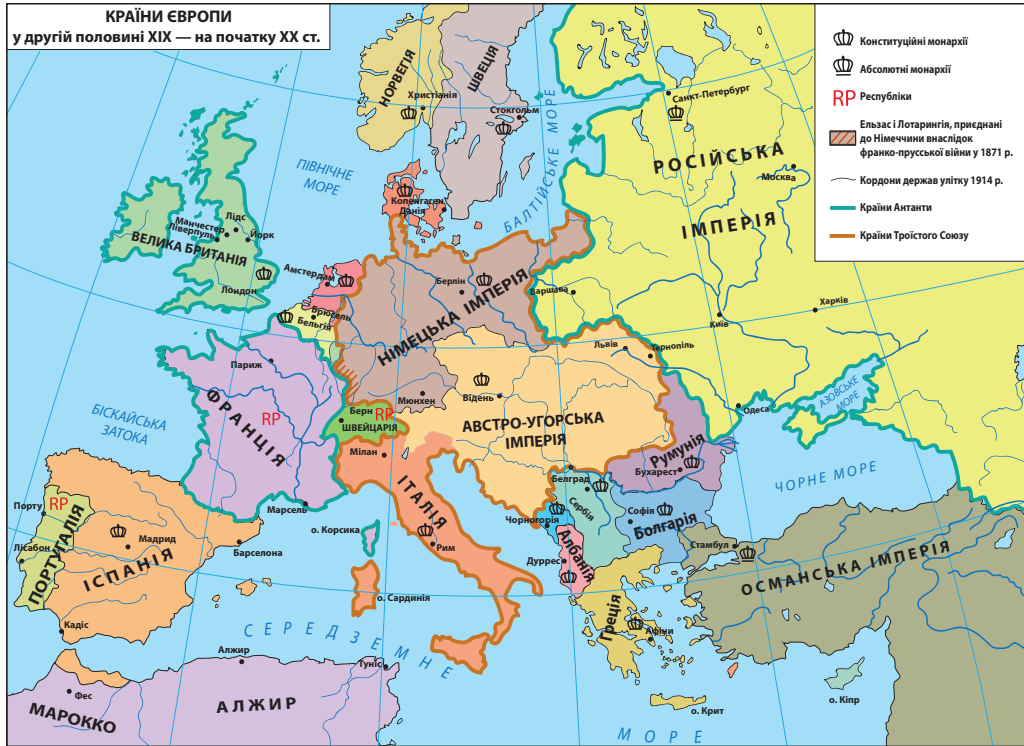 КРАЇНИ ЄВРОПИ
у другій половині ХІХ — на початку ХХ ст.
Конституційні монархії
Абсолютні монархії
RP Республіки
Ельзас і Лотарингія, приєднані
до Німеччини внаслідок
франко-прусської війни у 1871 р.
Кордони держав улітку 1914 р.
Країни Антанти
Країни Троїстого Союзу
НОРВЕГІЯ
Христіанія
ШВЕЦІЯ
Стокгольм
БАЛТІЙСЬКЕ МОРЕ
Санкт-Петербург
РОСІЙСЬКА
ІМПЕРІЯ
Москва
ПІВНІЧНЕ
МОРЕ
Копенгаген
Данія
Лідс
Манчестер
Ліверпуль
Йорк
ВЕЛИКА БРИТАНІЯ
Лондон
Амстердам
Брюсель
Бельгія
Берлін
НІМЕЦЬКА ІМПЕРІЯ
Мюнхен
Варшава
Київ
Харків
Львів
Тернопіль
Одеса
АЗОВСЬКЕ
МОРЕ
Париж
ФРАНЦІЯ
RP
Марсель
БІСКАЙСЬКА
ЗАТОКА
Берн
RP
ШВЕЙЦАРІЯ
Відень
АВСТРО-УГОРСЬКА
ІМПЕРІЯ
Мілан
ІТАЛІЯ
Рим
о. Корсика
о. Сардинія
Румунія
Бухарест
Белград
Сербія
Чорногорія
Софія
Болгарія
Албанія
Дуррес
Греція
Афіни
ЧОРНЕ МОРЕ
Стамбул
ОСМАНСЬКА ІМПЕРІЯ
Порту
RP
Лісабон
ПОРТУГАЛІЯ
Мадрид
ІСПАНІЯ
Барселона
Кадіс
СЕРЕДЗЕМНЕ
МОРЕ
Алжир
Туніс
Фес
МАРОККО
АЛЖИР
о. Крит
о. Кіпр